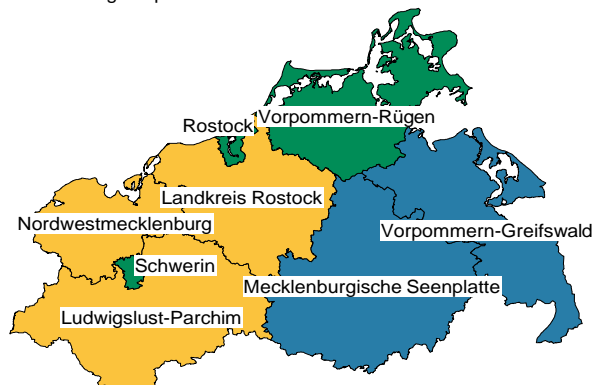 Rostock
Vorpommern-Rügen
Landkreis Rostock
Nordwestmecklenburg
Vorpommern-Greifswald
Schwerin
Mecklenburgische Seenplatte
Ludwigslust-Parchim